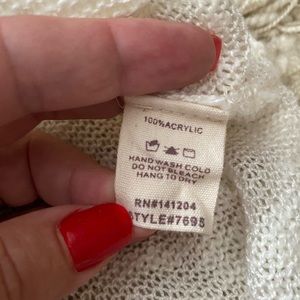 100%ACRYLIC
HAND WASH COLD
DO NOT BLEACH
HANG TO DRY
RN#141204
STYLE#7695